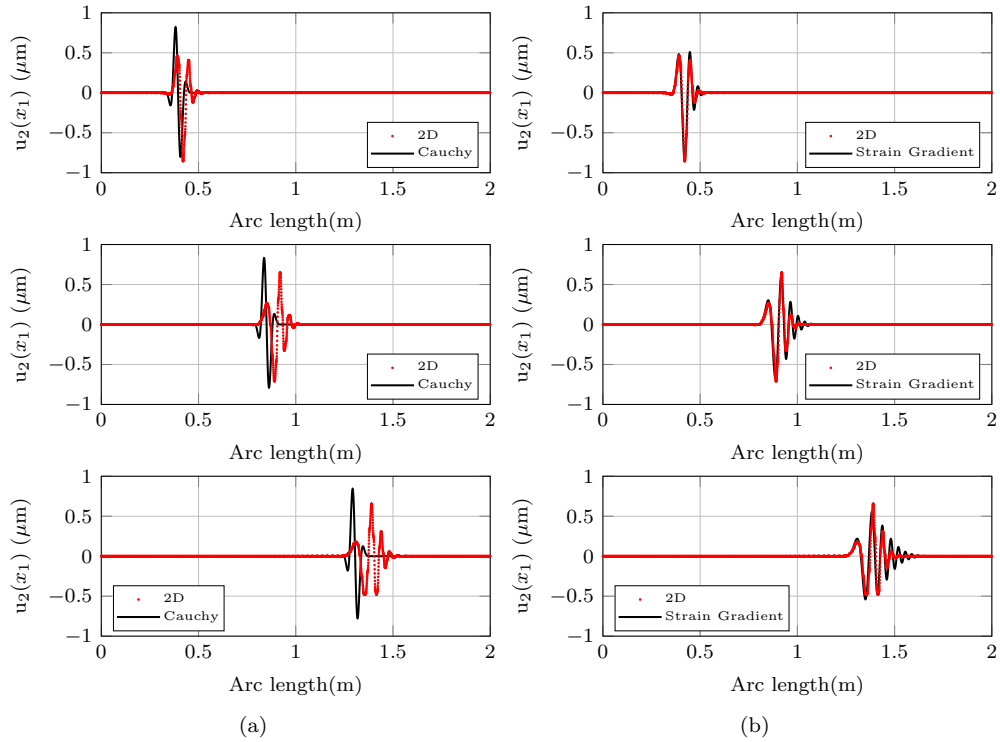 1
0.5
0
−0.5
−1
u₂(x₁) (μm)
0 0.5 1 1.5 2
Arc length(m)
2D
Cauchy
1
0.5
0
−0.5
−1
u₂(x₁) (μm)
0 0.5 1 1.5 2
Arc length(m)
2D
Strain Gradient
1
0.5
0
−0.5
−1
u₂(x₁) (μm)
0 0.5 1 1.5 2
Arc length(m)
2D
Cauchy
1
0.5
0
−0.5
−1
u₂(x₁) (μm)
0 0.5 1 1.5 2
Arc length(m)
2D
Strain Gradient
1
0.5
0
−0.5
−1
u₂(x₁) (μm)
0 0.5 1 1.5 2
Arc length(m)
2D
Cauchy
1
0.5
0
−0.5
−1
u₂(x₁) (μm)
0 0.5 1 1.5 2
Arc length(m)
2D
Strain Gradient
(a)
(b)